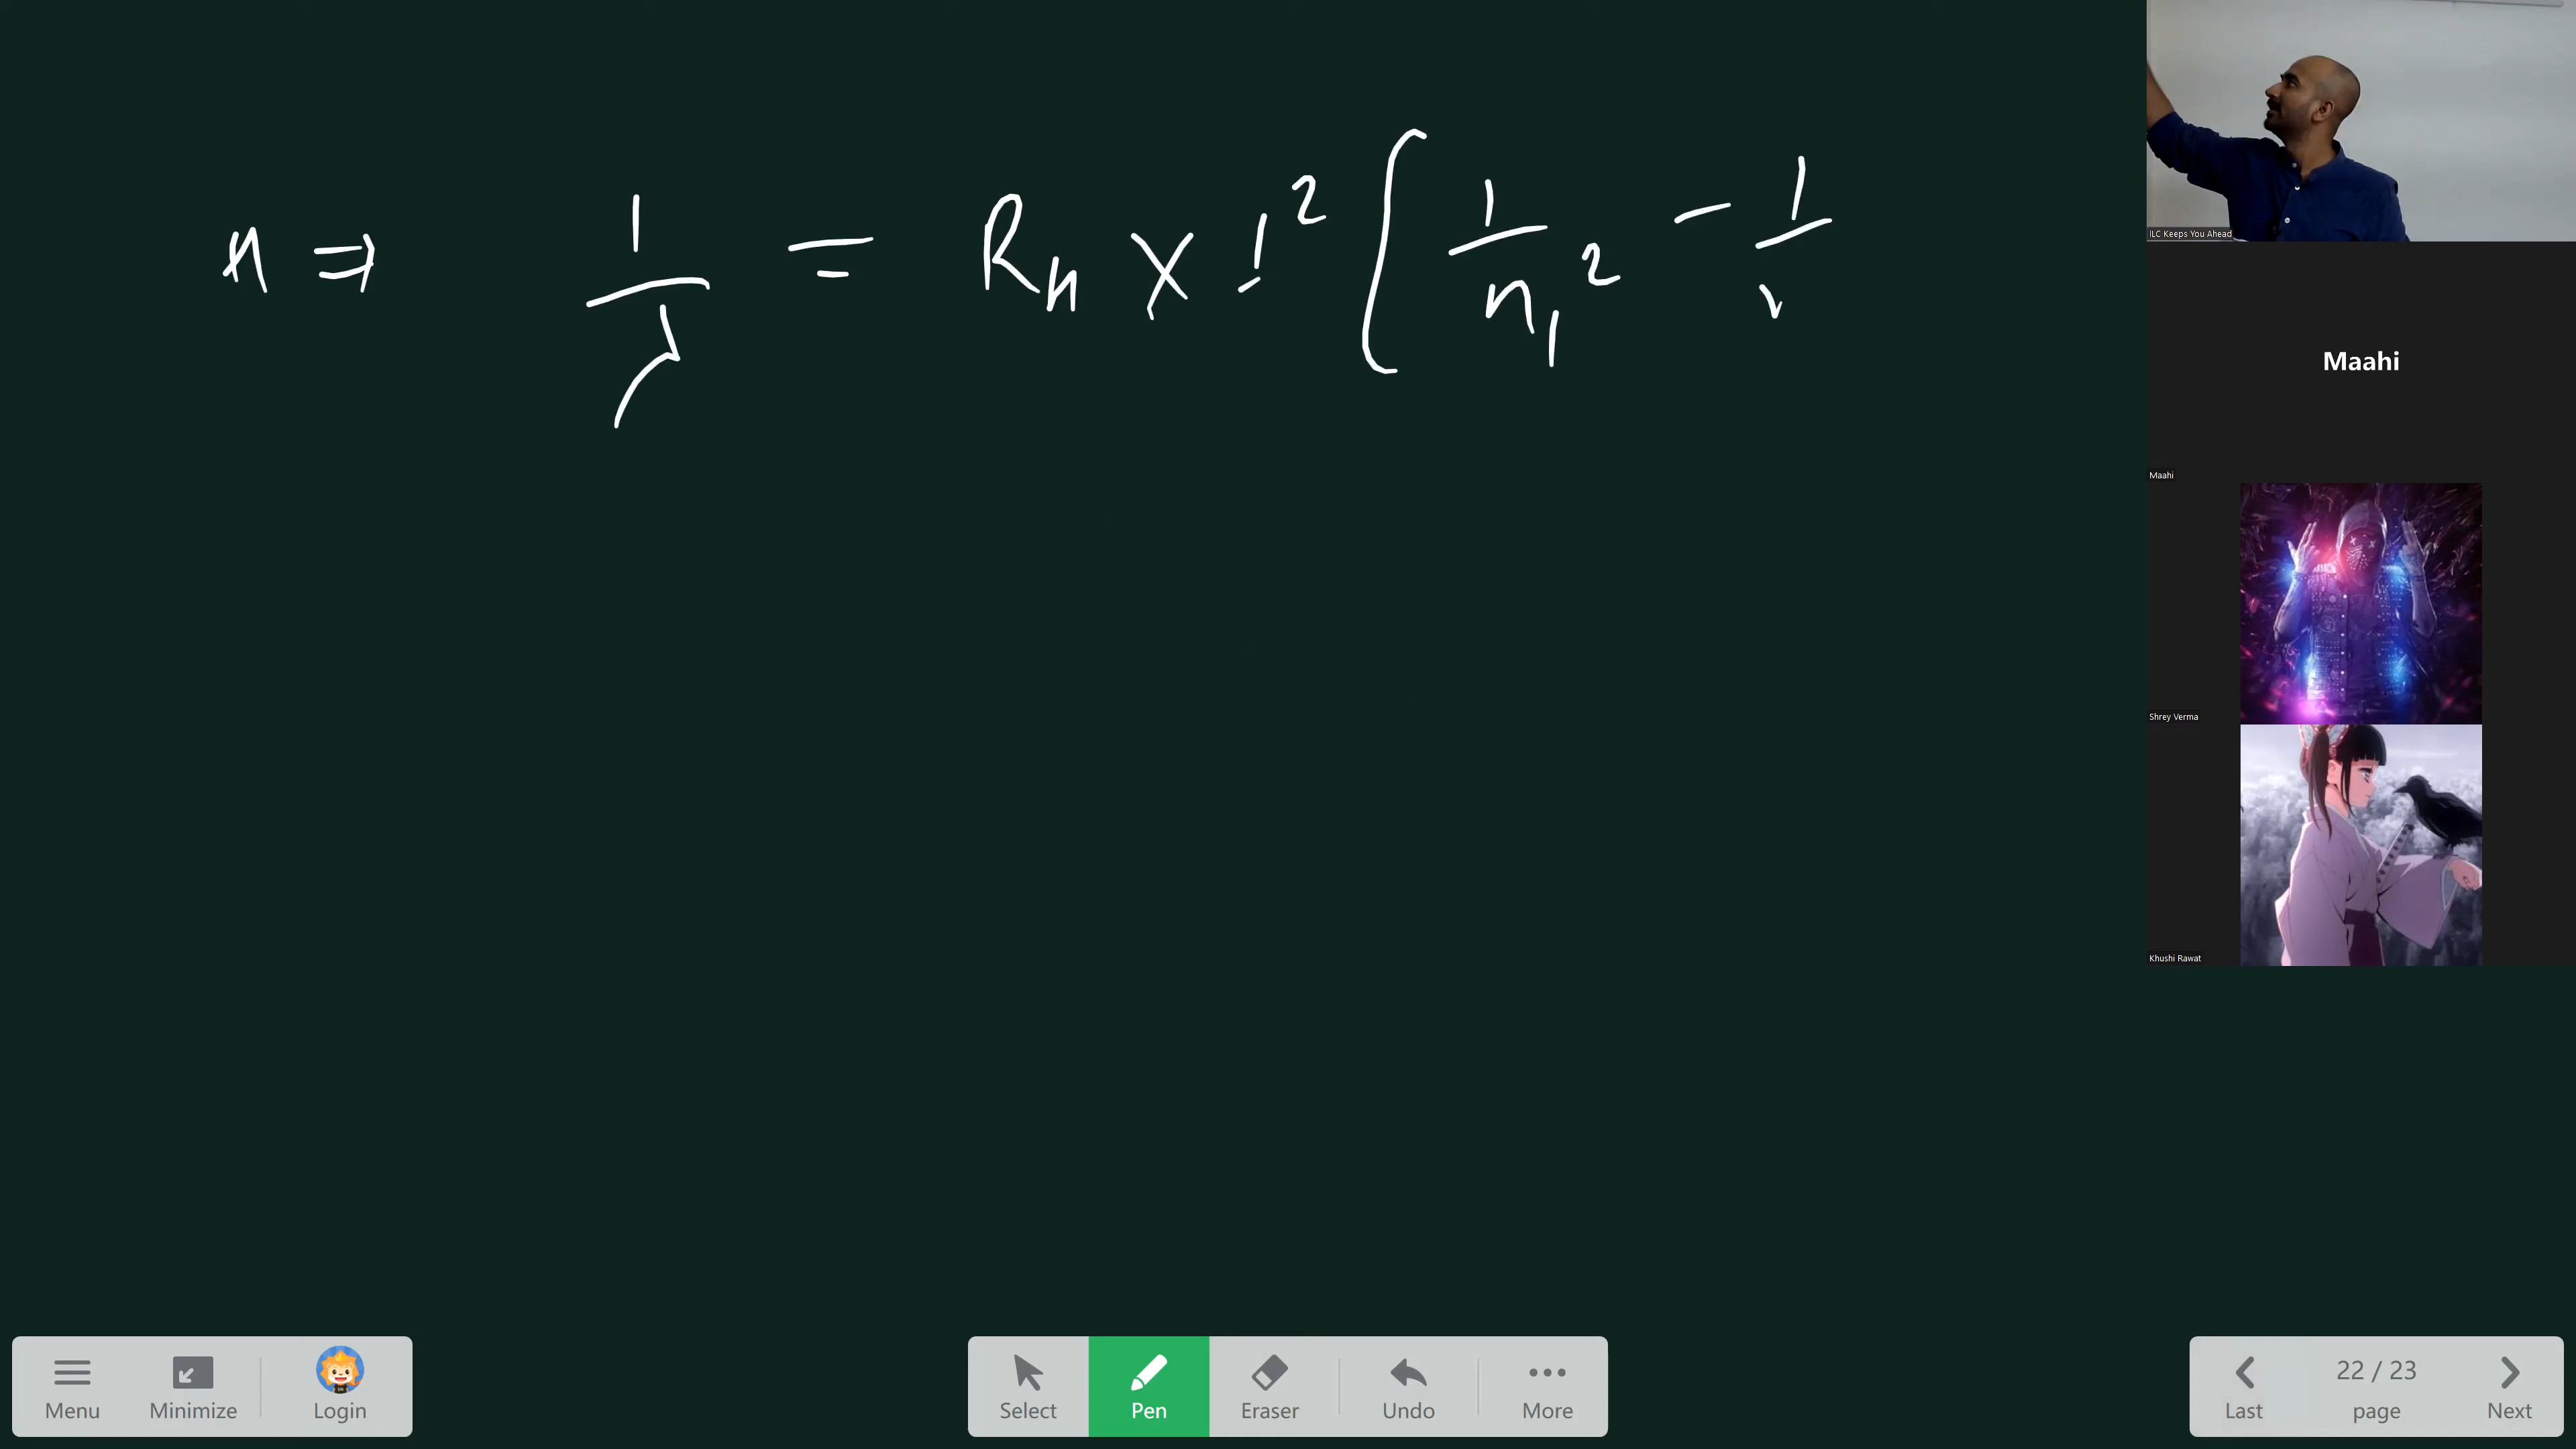 H ⇒ 1/λ = R_H × 1² [ 1/n₁² - 1/
ILC Keeps You Ahead
Maahi
Maahi
Shrey Verma
Khushi Rawat
Menu Minimize Login
Select Pen Eraser Undo More
Last 22 / 23 page Next